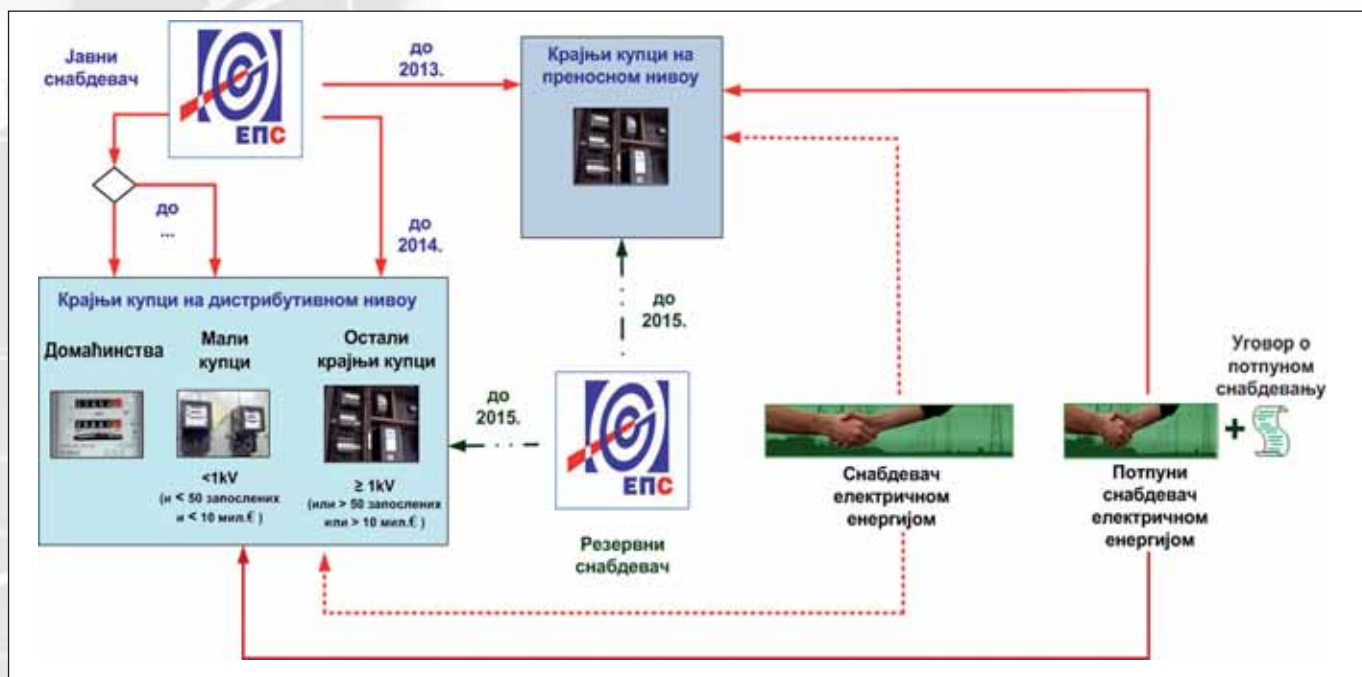 Јавни
снабдевач
ЕПС
до
2013.
Крајњи купци на
преносном нивоу
до
...
до
2014.
Крајњи купци на дистрибутивном нивоу
Домаћинства
Мали
купци
<1kV
(и < 50 запослених
и < 10 мил.€ )
Остали
крајњи купци
≥ 1kV
(или > 50 запослених
или > 10 мил.€ )
до
2015.
до
2015.
ЕПС
Резервни
снабдевач
Снабдевач
електричном
енергијом
Уговор о
потпуном
снабдевању
+
Потпуни
снабдевач
електричном
енергијом